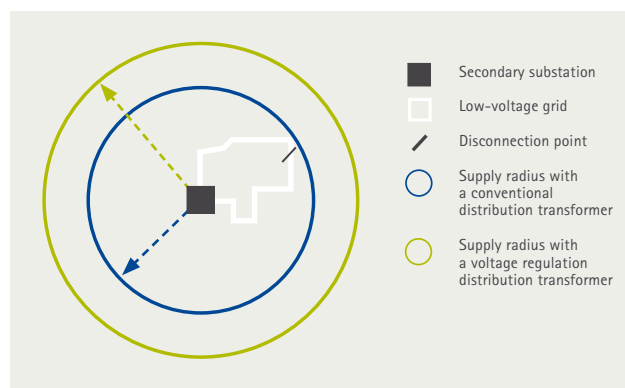 Secondary substation
Low-voltage grid
Disconnection point
Supply radius with
a conventional
distribution transformer
Supply radius with
a voltage regulation
distribution transformer